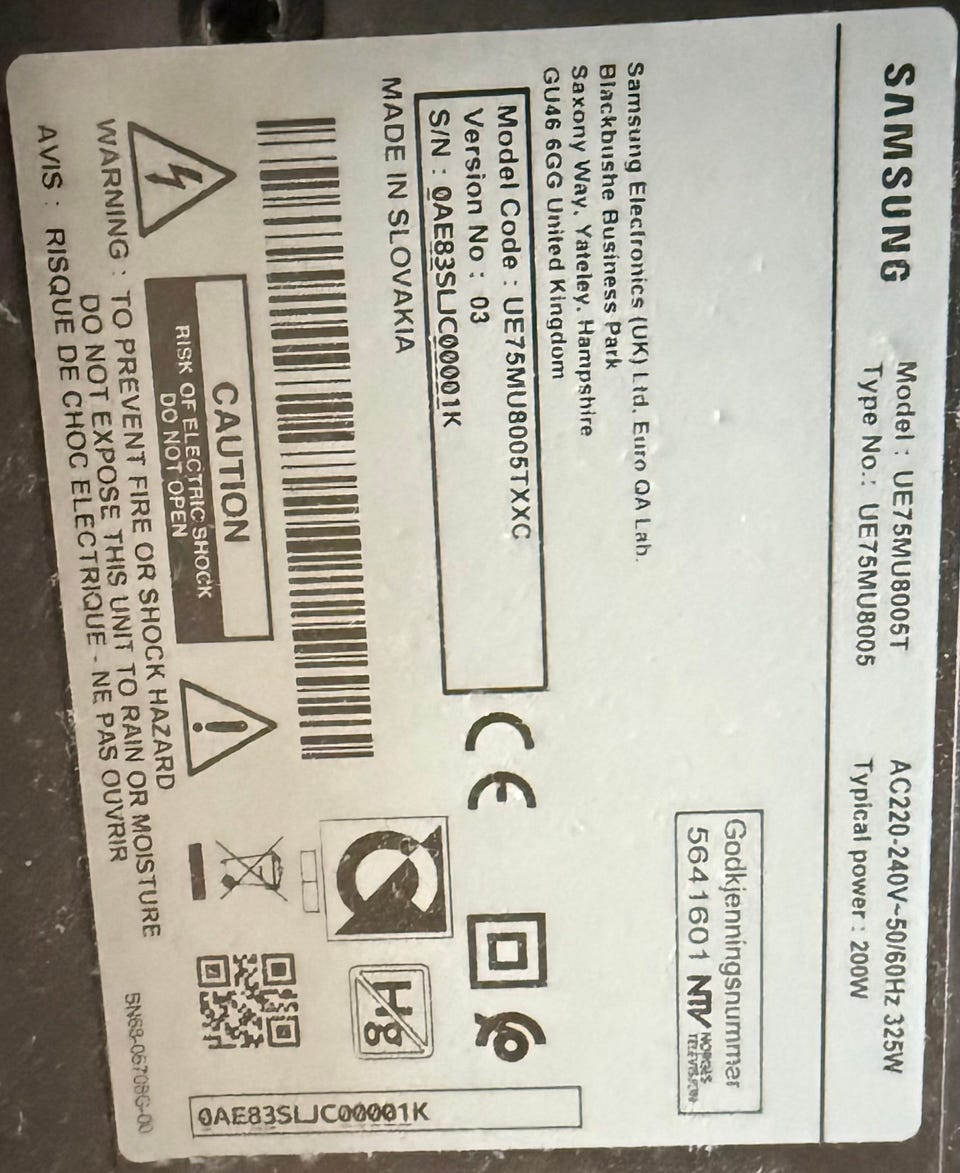 SAMSUNG
Model : UE75MU8005T
Type No.: UE75MU8005
AC220-240V~50/60Hz 325W
Typical power : 200W
Samsung Electronics (UK) Ltd. Euro QA Lab.
Blackbushe Business Park
Saxony Way. Yateley. Hampshire
GU46 6GG United Kingdom
Godkjenningsnummer
5641601 NTV NORGES
TELEVISJON
Model Code : UE75MU8005TXXC
Version No : 03
S/N : 0AE83SLJC00001K
MADE IN SLOVAKIA
CE
H
CAUTION
RISK OF ELECTRIC SHOCK
DO NOT OPEN
WARNING : TO PREVENT FIRE OR SHOCK HAZARD
DO NOT EXPOSE THIS UNIT TO RAIN OR MOISTURE
AVIS : RISQUE DE CHOC ELECTRIQUE - NE PAS OUVRIR
0AE83SLJC00001K